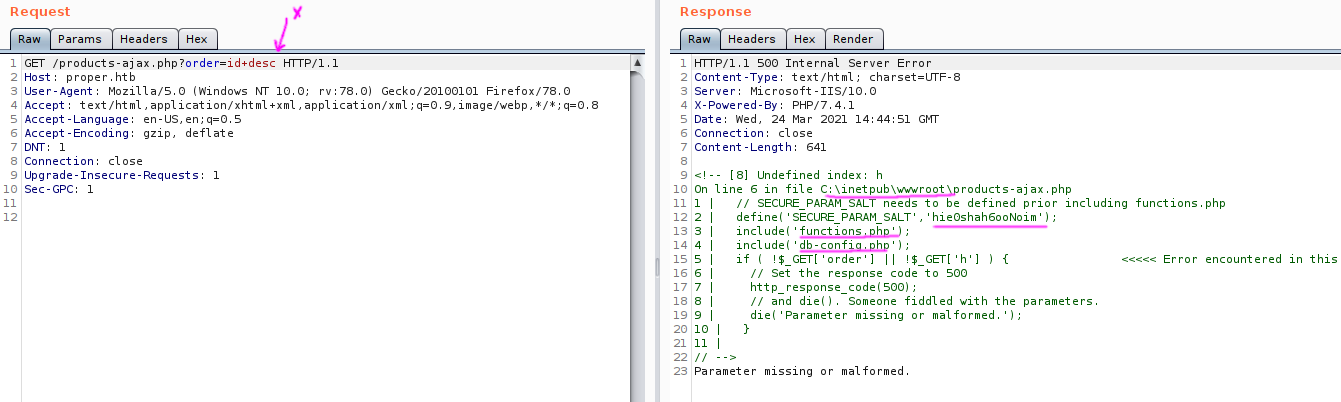 Request
x
Raw Params Headers Hex
1 GET /products-ajax.php?order=id+desc HTTP/1.1
2 Host: proper.htb
3 User-Agent: Mozilla/5.0 (Windows NT 10.0; rv:78.0) Gecko/20100101 Firefox/78.0
4 Accept: text/html,application/xhtml+xml,application/xml;q=0.9,image/webp,*/*;q=0.8
5 Accept-Language: en-US,en;q=0.5
6 Accept-Encoding: gzip, deflate
7 DNT: 1
8 Connection: close
9 Upgrade-Insecure-Requests: 1
10 Sec-GPC: 1
11
12
Response
Raw Headers Hex Render
1 HTTP/1.1 500 Internal Server Error
2 Content-Type: text/html; charset=UTF-8
3 Server: Microsoft-IIS/10.0
4 X-Powered-By: PHP/7.4.1
5 Date: Wed, 24 Mar 2021 14:44:51 GMT
6 Connection: close
7 Content-Length: 641
8
9 <!-- [8] Undefined index: h
10 On line 6 in file C:\inetpub\wwwroot\products-ajax.php
11 1 |   // SECURE_PARAM_SALT needs to be defined prior including functions.php
12 2 |   define('SECURE_PARAM_SALT','hie0shah6ooNoim');
13 3 |   include('functions.php');
14 4 |   include('db-config.php');
15 5 |   if ( !$_GET['order'] || !$_GET['h'] ) {                <<<<< Error encountered in this
16 6 |     // Set the response code to 500
17 7 |     http_response_code(500);
18 8 |     // and die(). Someone fiddled with the parameters.
19 9 |     die('Parameter missing or malformed.');
20 10 |   }
21 11 |
22 // -->
23 Parameter missing or malformed.